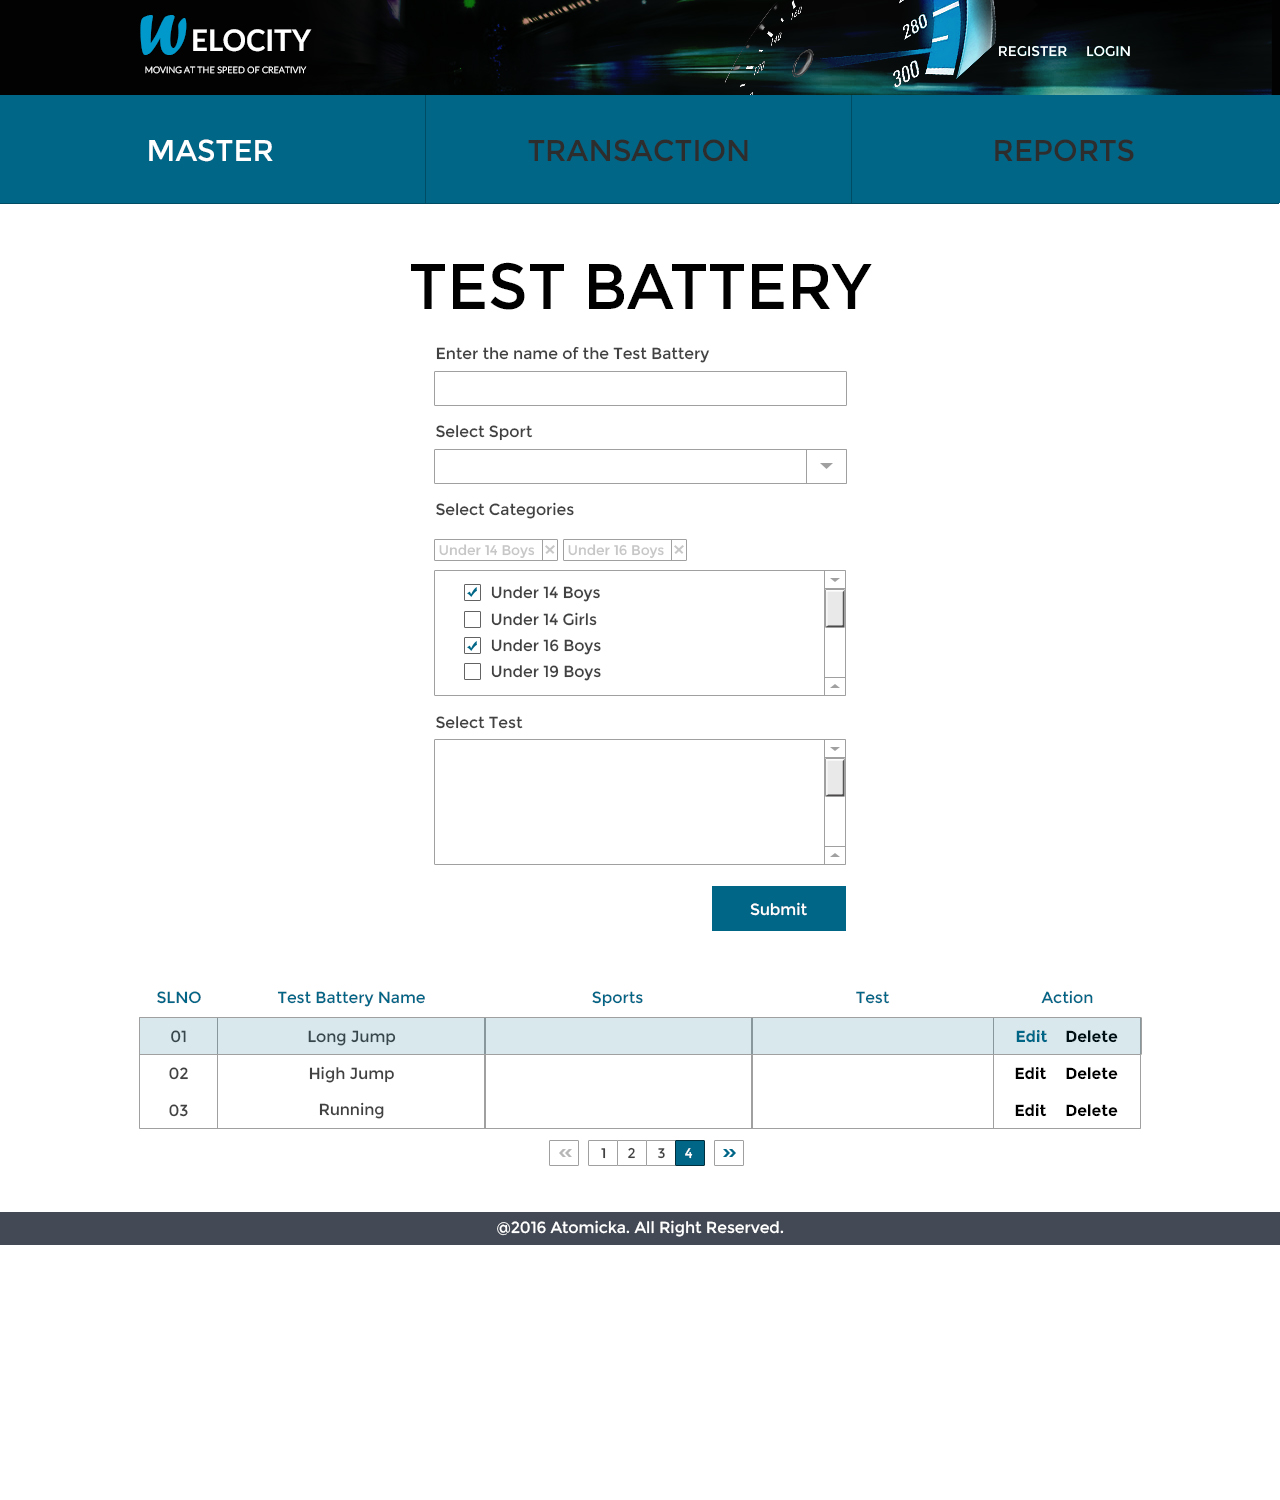 WELOCITY
MOVING AT THE SPEED OF CREATIVIY
280
300
REGISTER LOGIN
MASTER TRANSACTION REPORTS
TEST BATTERY
Enter the name of the Test Battery
Select Sport
Select Categories
Under 14 Boys × Under 16 Boys ×
Under 14 Boys
Under 14 Girls
Under 16 Boys
Under 19 Boys
Select Test
Submit
SLNO Test Battery Name Sports Test Action
01 Long Jump Edit Delete
02 High Jump Edit Delete
03 Running Edit Delete
« 1 2 3 4 »
@2016 Atomicka. All Right Reserved.